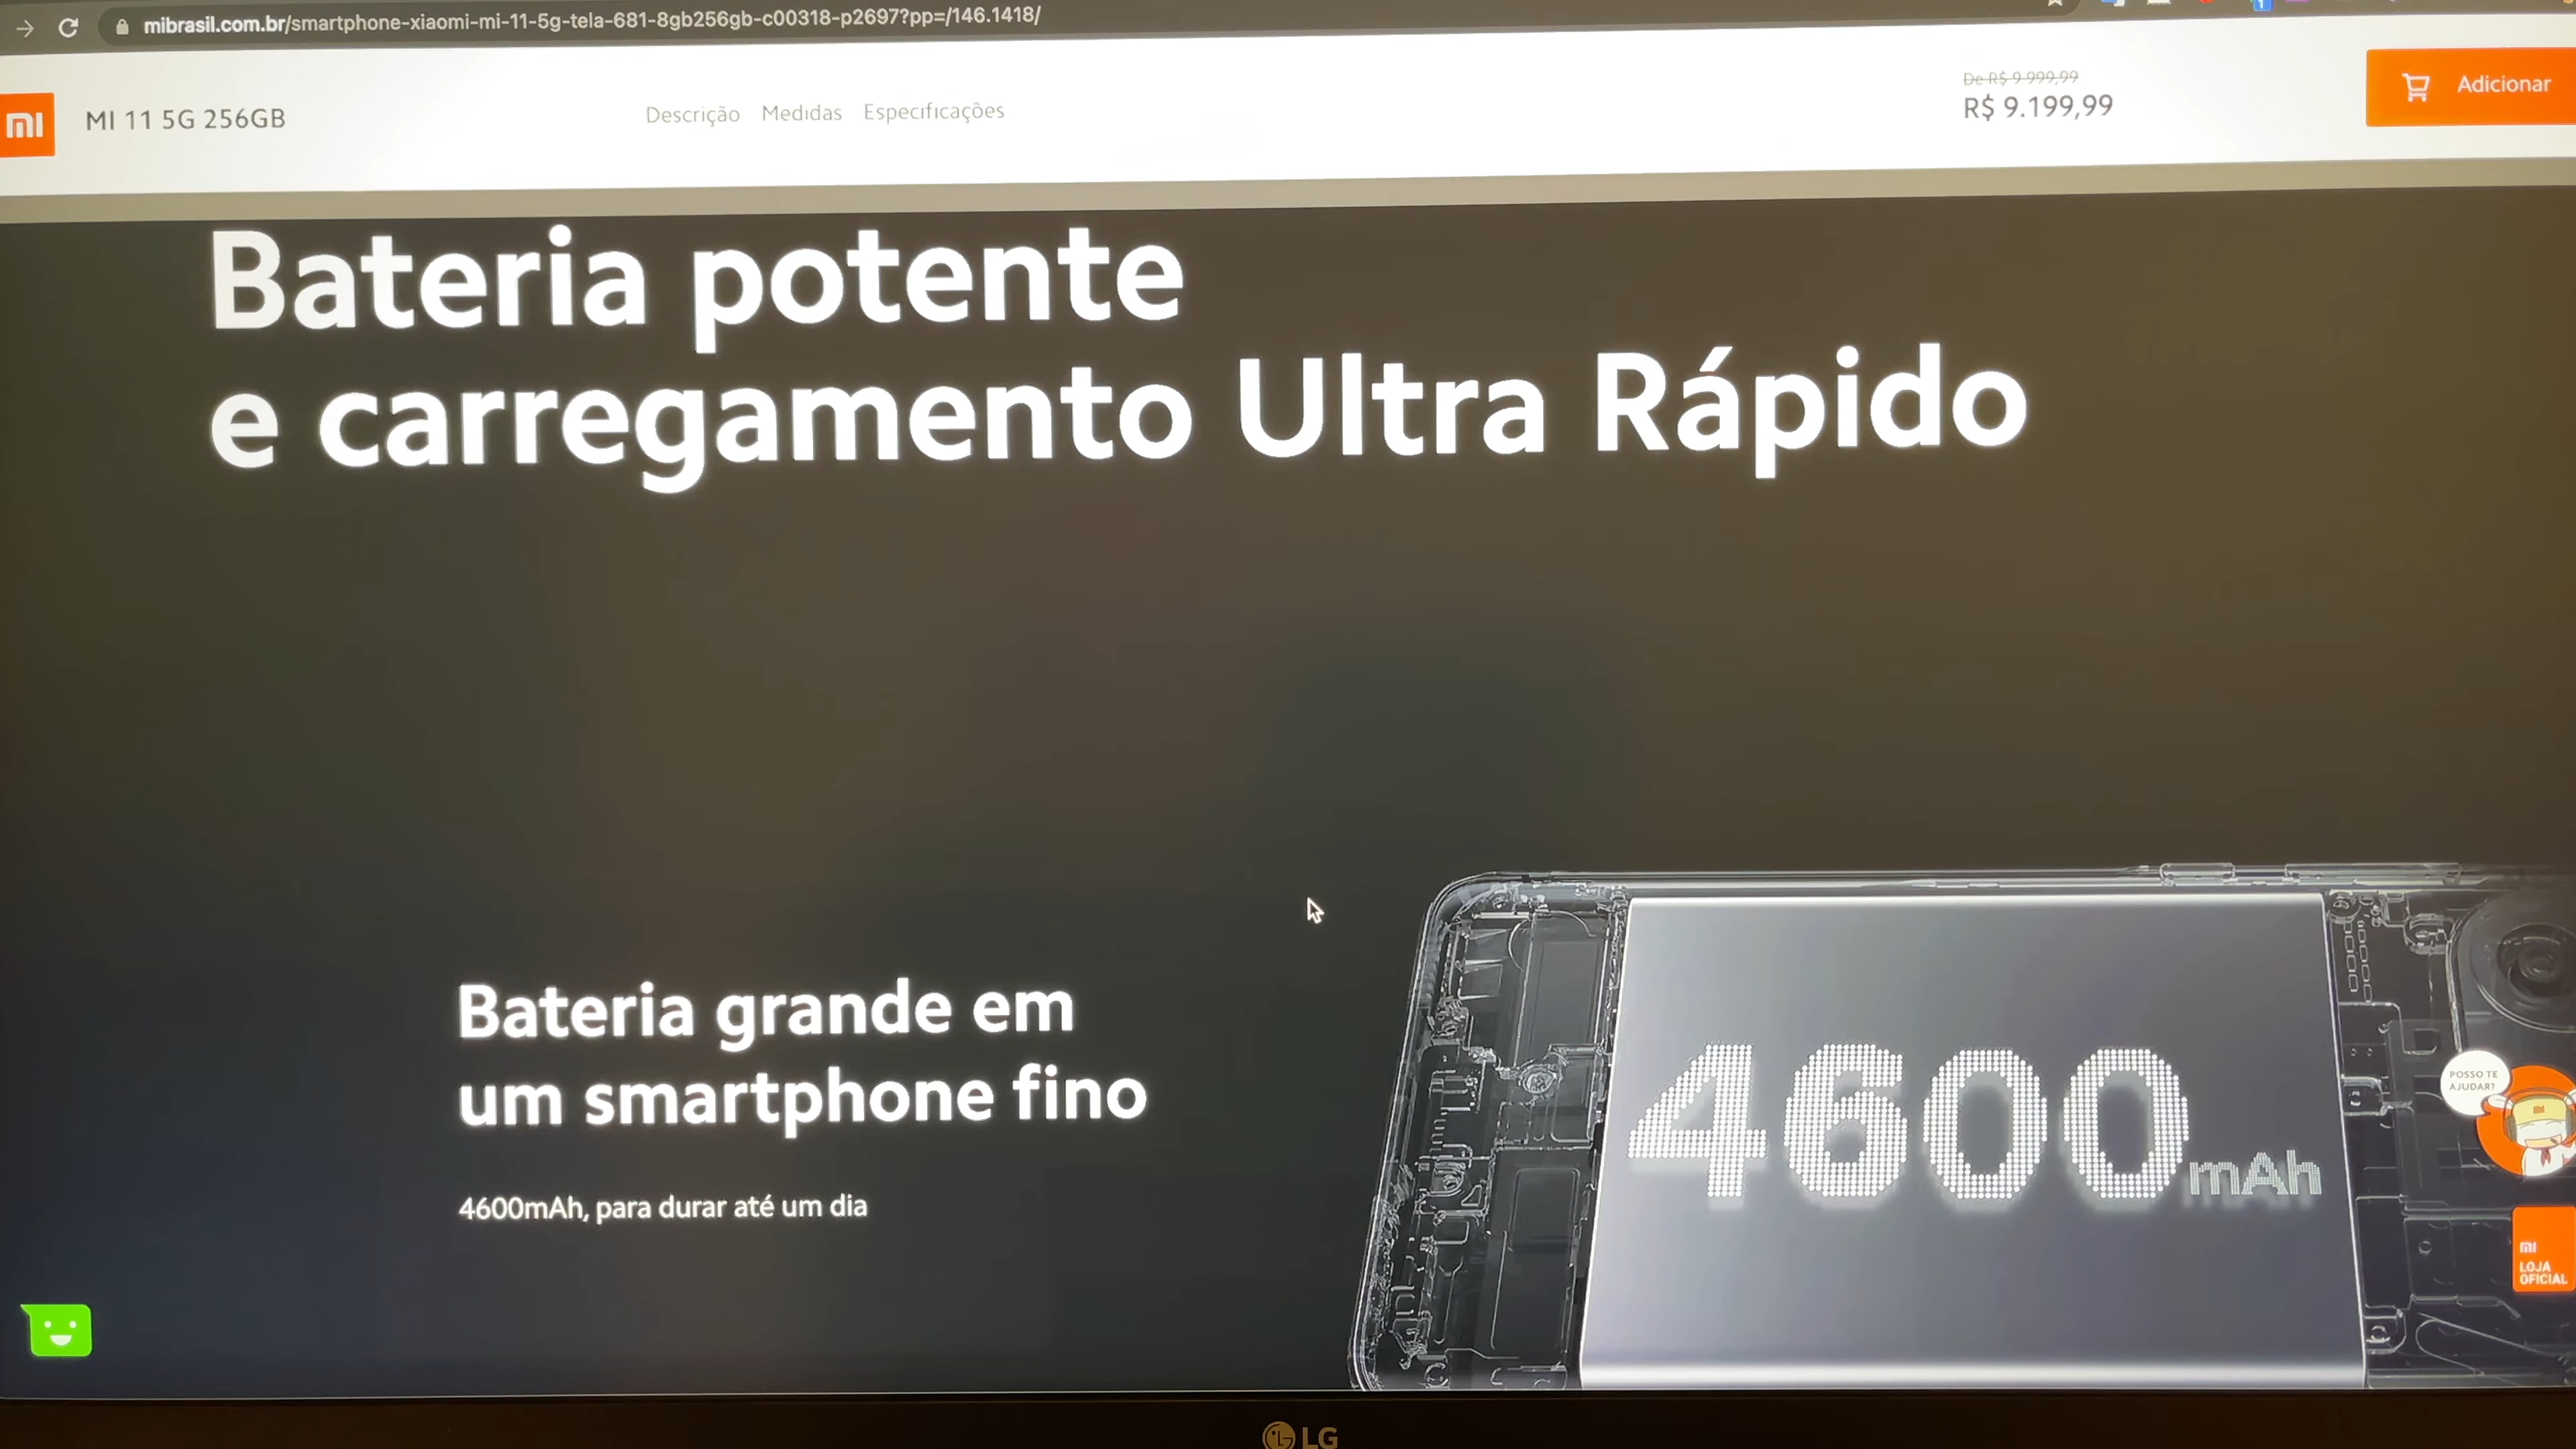 mibrasil.com.br/smartphone-xiaomi-mi-11-5g-tela-681-8gb256gb-c00318-p2697?pp=/146.1418/
1
MI 11 5G 256GB
Descrição Medidas Especificações
De R$ 9.999,99
R$ 9.199,99
Adicionar
Bateria potente
e carregamento Ultra Rápido
Bateria grande em
um smartphone fino
4600mAh, para durar até um dia
4600mAh
POSSO TE
AJUDAR?
mi
LOJA
OFICIAL
LG